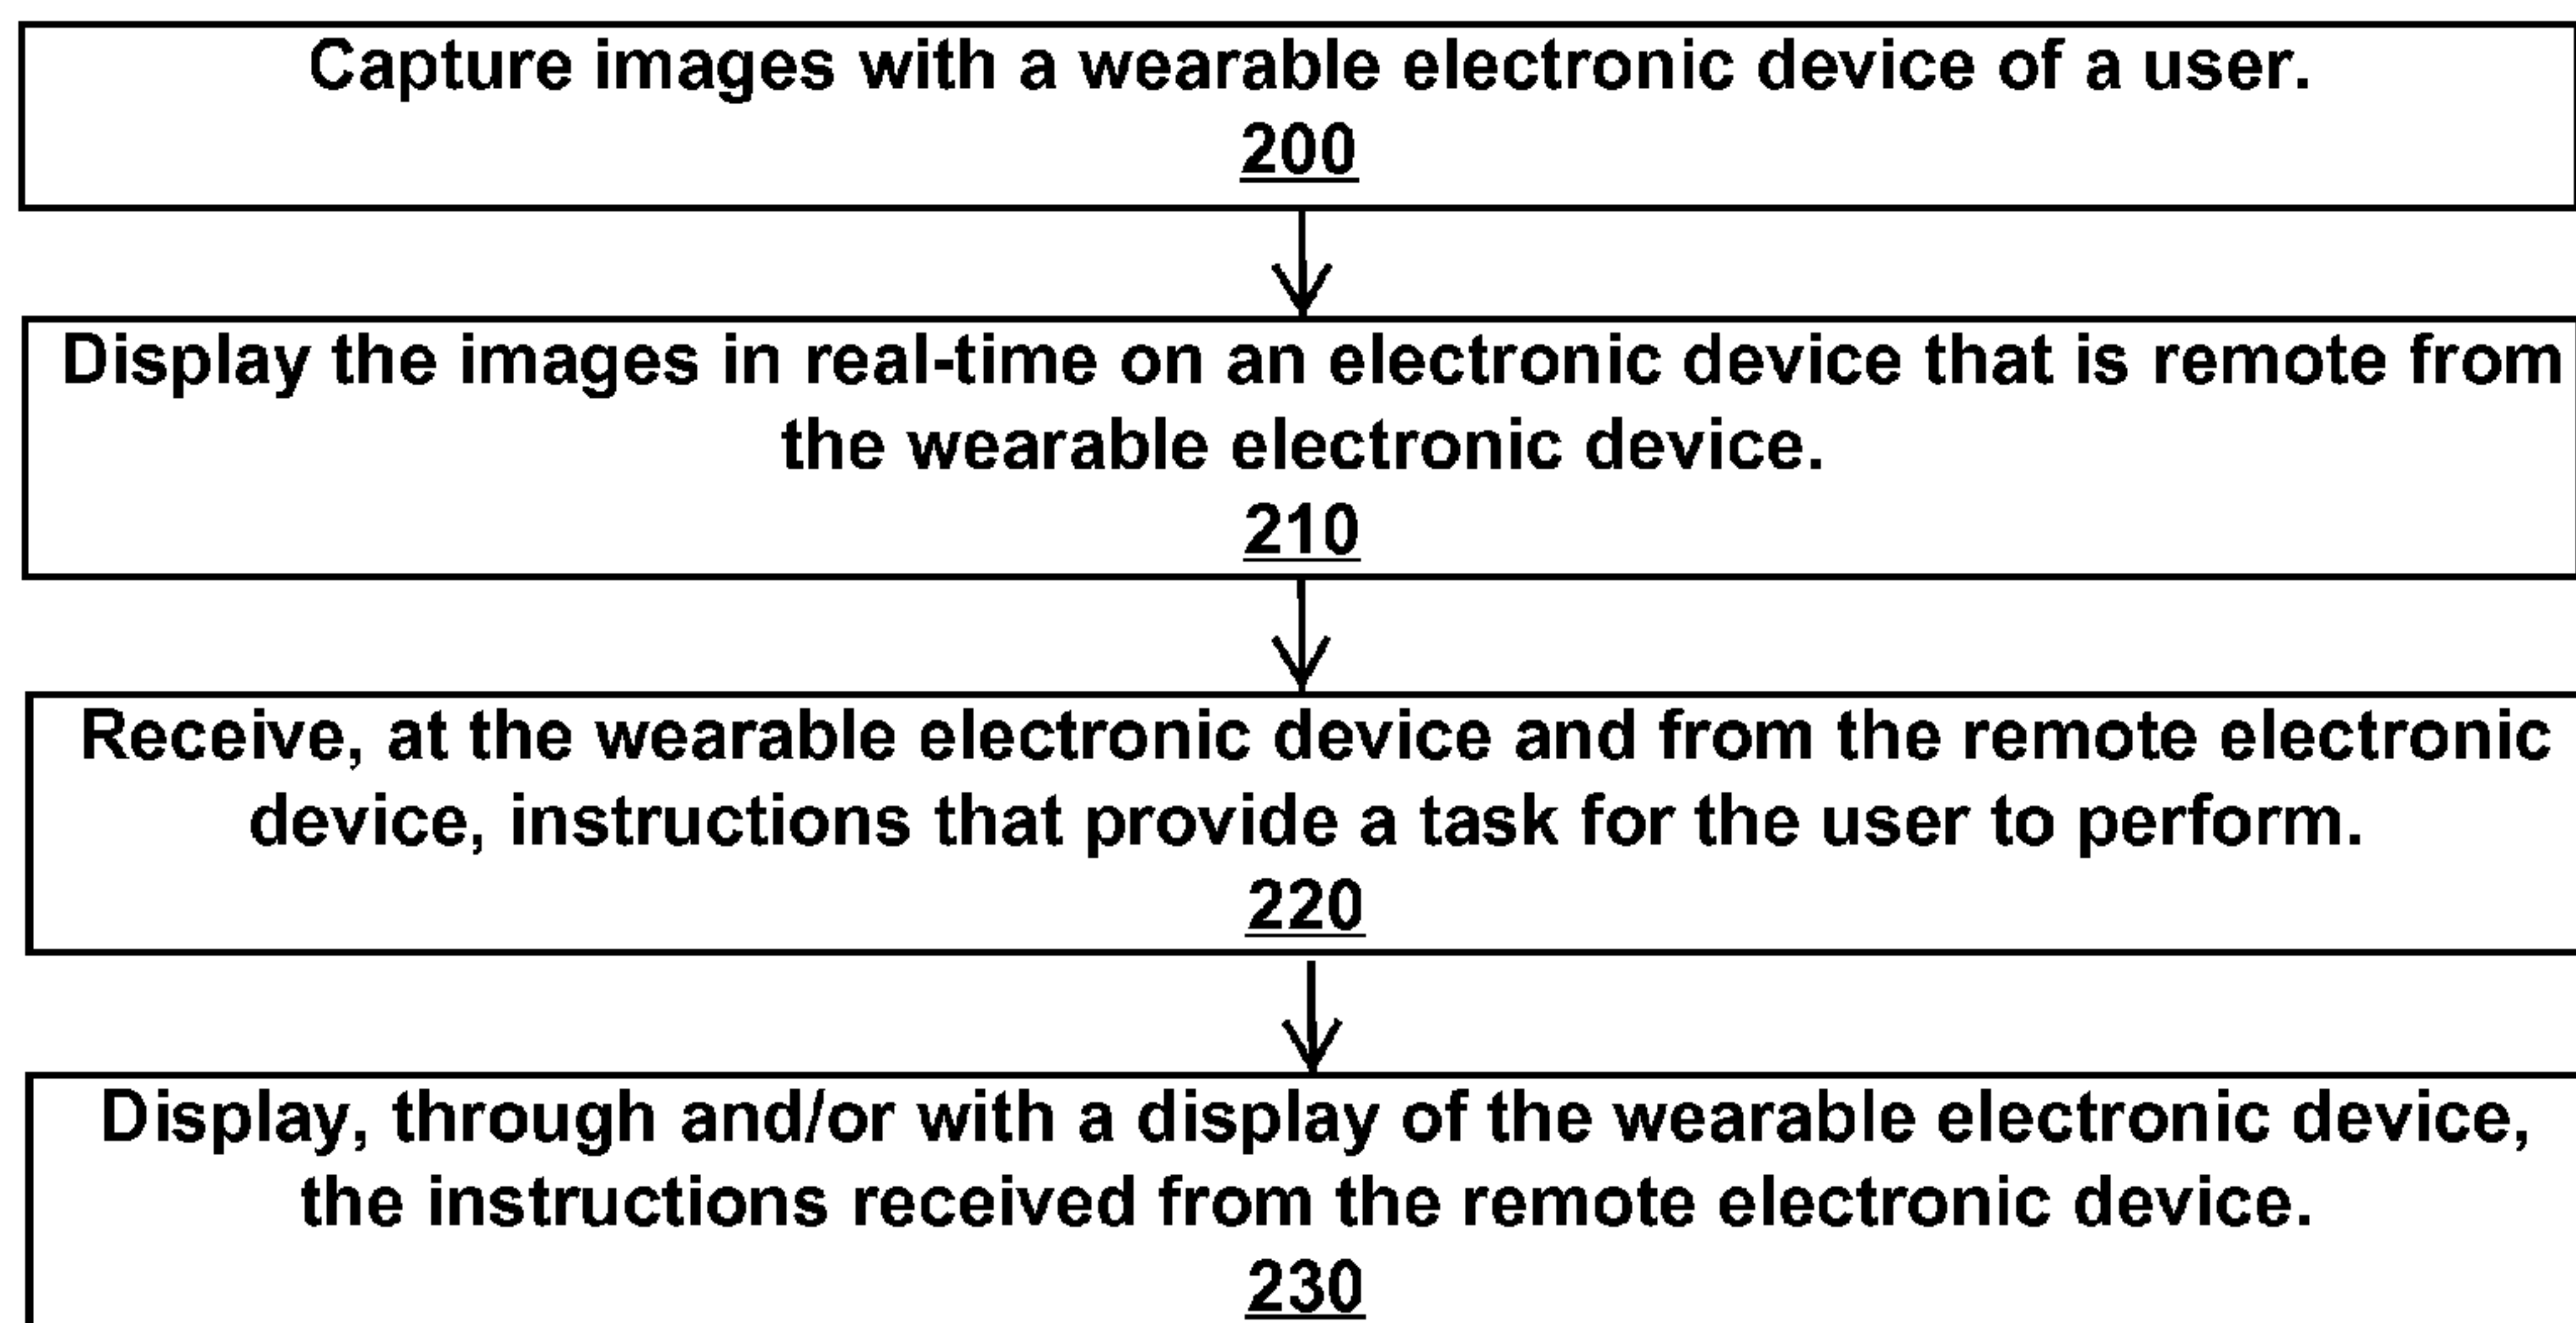 Capture images with a wearable electronic device of a user.
200
Display the images in real-time on an electronic device that is remote from
the wearable electronic device.
210
Receive, at the wearable electronic device and from the remote electronic
device, instructions that provide a task for the user to perform.
220
Display, through and/or with a display of the wearable electronic device,
the instructions received from the remote electronic device.
230